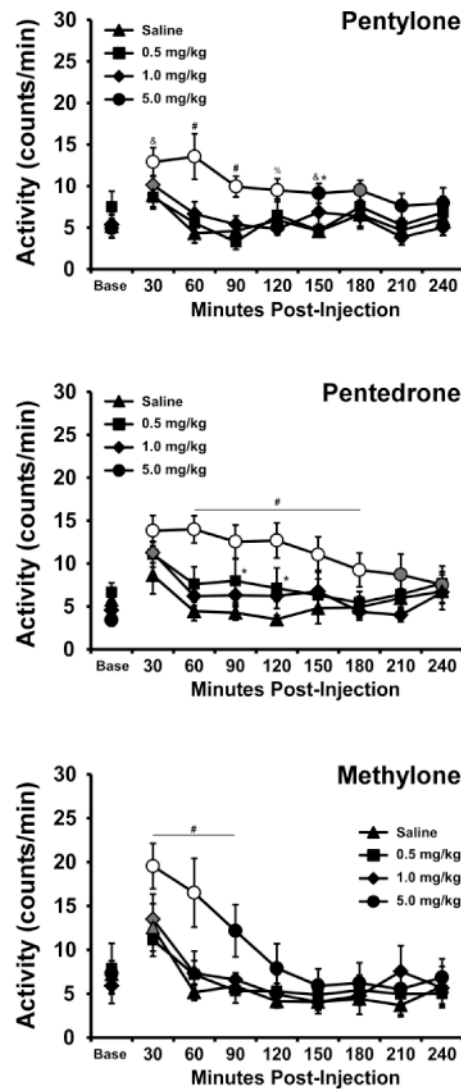 Pentylone
Saline
0.5 mg/kg
1.0 mg/kg
5.0 mg/kg
Activity (counts/min)
30
25
20
15
10
5
0
& # # % & *
Base 30 60 90 120 150 180 210 240
Minutes Post-Injection
Pentedrone
Saline
0.5 mg/kg
1.0 mg/kg
5.0 mg/kg
Activity (counts/min)
30
25
20
15
10
5
0
#
* *
Base 30 60 90 120 150 180 210 240
Minutes Post-Injection
Methylone
Saline
0.5 mg/kg
1.0 mg/kg
5.0 mg/kg
Activity (counts/min)
30
25
20
15
10
5
0
#
Base 30 60 90 120 150 180 210 240
Minutes Post-Injection